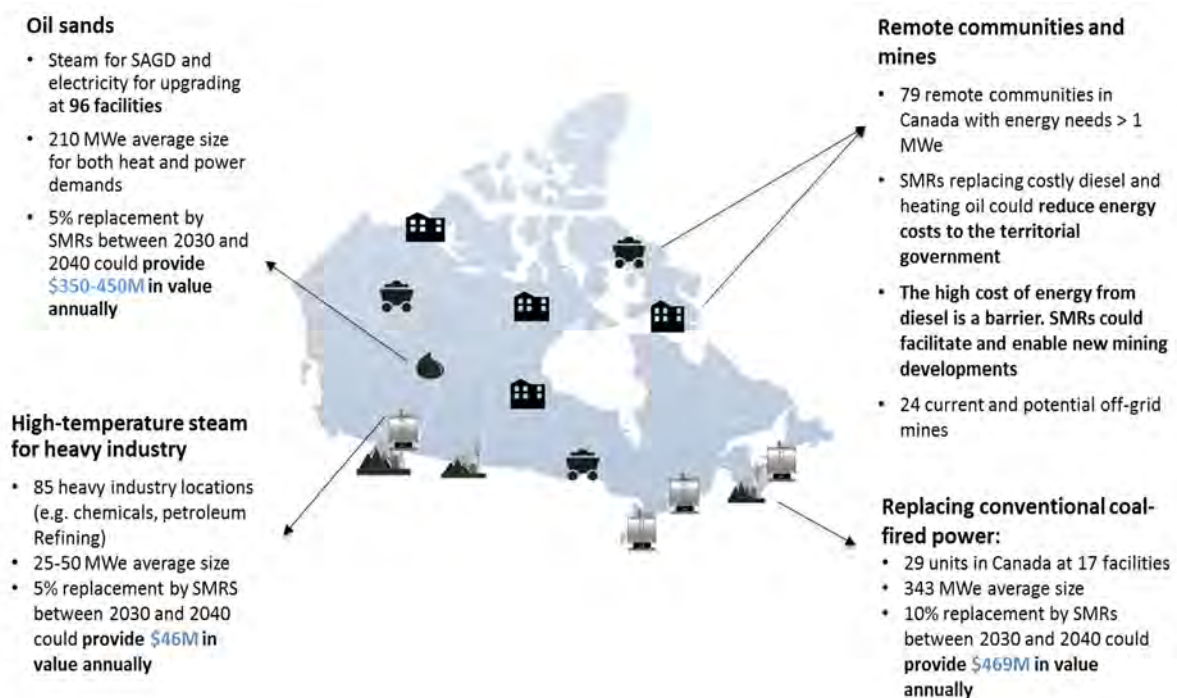 Oil sands
• Steam for SAGD and
electricity for upgrading
at 96 facilities
• 210 MWe average size
for both heat and power
demands
• 5% replacement by
SMRs between 2030 and
2040 could provide
$350-450M in value
annually
High-temperature steam
for heavy industry
• 85 heavy industry locations
(e.g. chemicals, petroleum
Refining)
• 25-50 MWe average size
• 5% replacement by SMRS
between 2030 and 2040
could provide $46M in
value annually
Remote communities and
mines
• 79 remote communities in
Canada with energy needs > 1
MWe
• SMRs replacing costly diesel and
heating oil could reduce energy
costs to the territorial
government
• The high cost of energy from
diesel is a barrier. SMRs could
facilitate and enable new mining
developments
• 24 current and potential off-grid
mines
Replacing conventional coal-
fired power:
• 29 units in Canada at 17 facilities
• 343 MWe average size
• 10% replacement by SMRs
between 2030 and 2040 could
provide $469M in value
annually